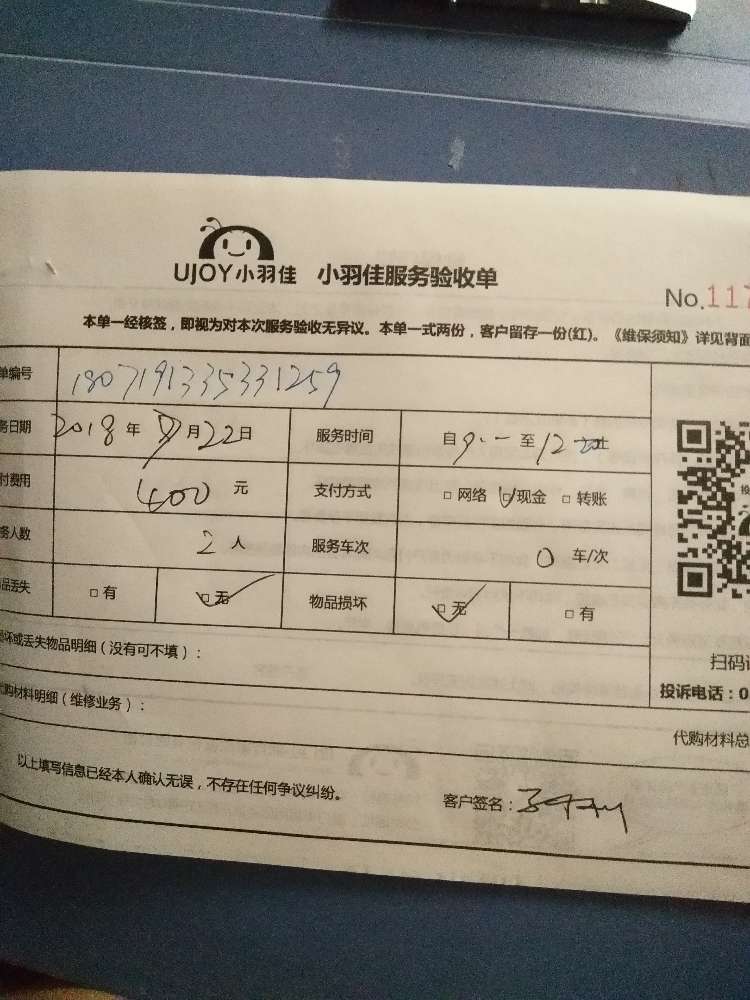 UJOY小羽佳 小羽佳服务验收单
No.117
本单一经核签，即视为对本次服务验收无异议。本单一式两份，客户留存一份(红)。《维保须知》详见背面
单编号 1807191335331259
务日期 2018 年 月 22 日 服务时间 自 9 至 12
付费用 400 元 支付方式 □ 网络 ☑ 现金 □ 转账
务人数 2 人 服务车次 0 车/次
品丢失 □ 有 ☑ 无 物品损坏 ☑ 无 □ 有
损坏或丢失物品明细（没有可不填）：
扫码
投诉电话：0
代购材料明细（维修业务）：
代购材料总
以上填写信息已经本人确认无误，不存在任何争议纠纷。
客户签名：